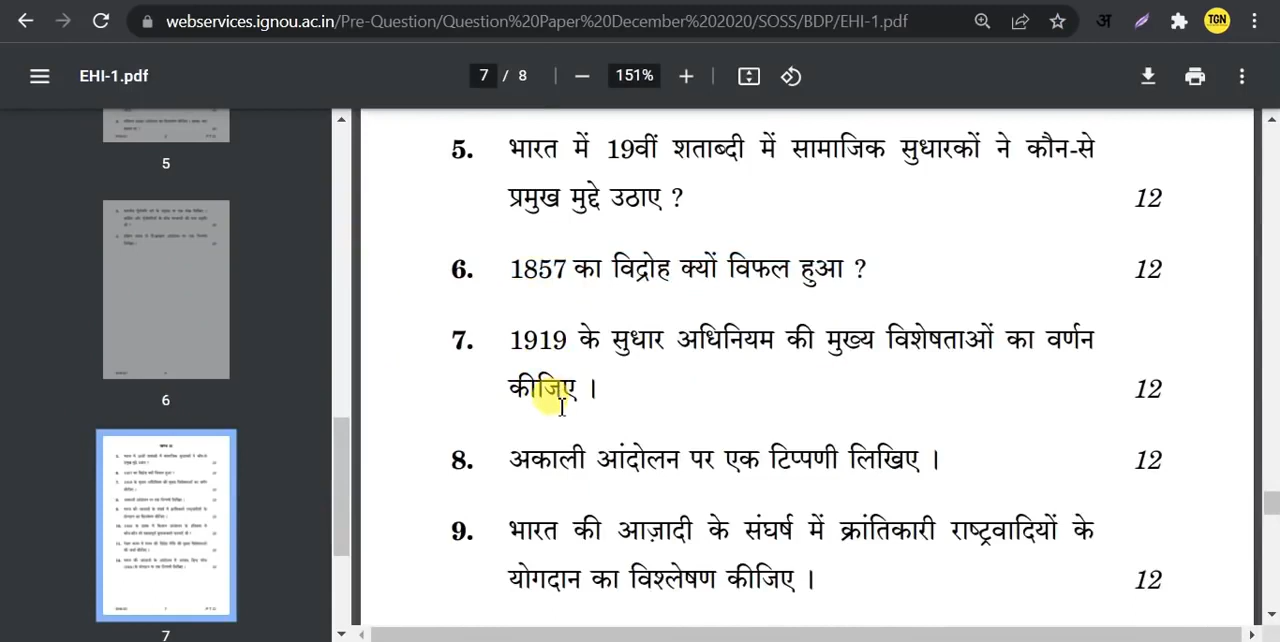 webservices.ignou.ac.in/Pre-Question/Question%20Paper%20December%202020/SOSS/BDP/EHI-1.pdf
अ
TGN
EHI-1.pdf
7 / 8
151%
5
6
7
5. भारत में 19वीं शताब्दी में सामाजिक सुधारकों ने कौन-से
प्रमुख मुद्दे उठाए ? 12
6. 1857 का विद्रोह क्यों विफल हुआ ? 12
7. 1919 के सुधार अधिनियम की मुख्य विशेषताओं का वर्णन
कीजिए । 12
8. अकाली आंदोलन पर एक टिप्पणी लिखिए । 12
9. भारत की आज़ादी के संघर्ष में क्रांतिकारी राष्ट्रवादियों के
योगदान का विश्लेषण कीजिए । 12